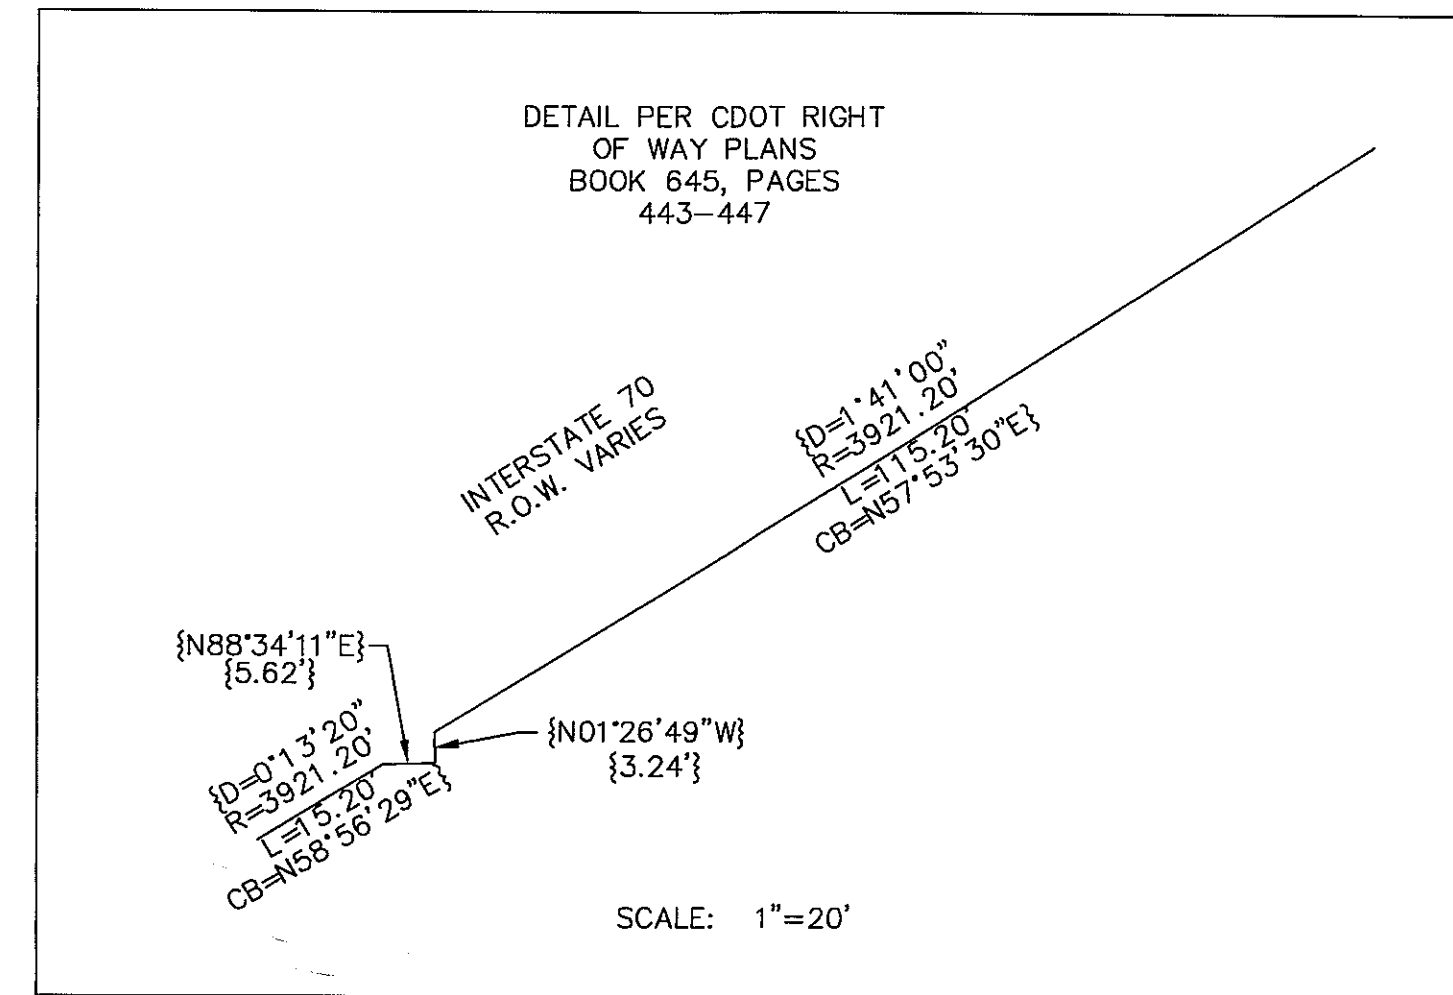 DETAIL PER CDOT RIGHT
OF WAY PLANS
BOOK 645, PAGES
443-447
{D=1°41'00"
R=3921.20'
L=115.20'
CB=N57°53'30"E}
INTERSTATE 70
R.O.W. VARIES
{N88°34'11"E}
{5.62'}
{N01°26'49"W}
{3.24'}
{D=0°13'20"
R=3921.20'
L=15.20'
CB=N58°56'29"E}
SCALE: 1"=20'